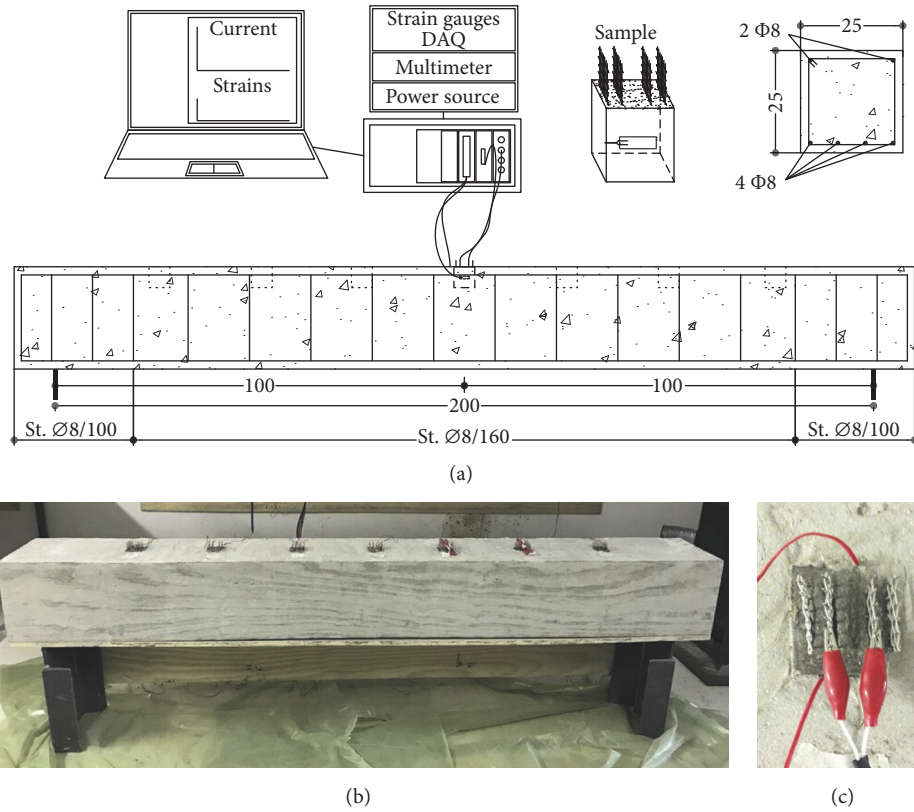 Current
Strains
Strain gauges
DAQ
Multimeter
Power source
Sample
2 Φ8
25
25
4 Φ8
100
100
200
St. ∅8/100
St. ∅8/160
St. ∅8/100
(a)
(b)
(c)